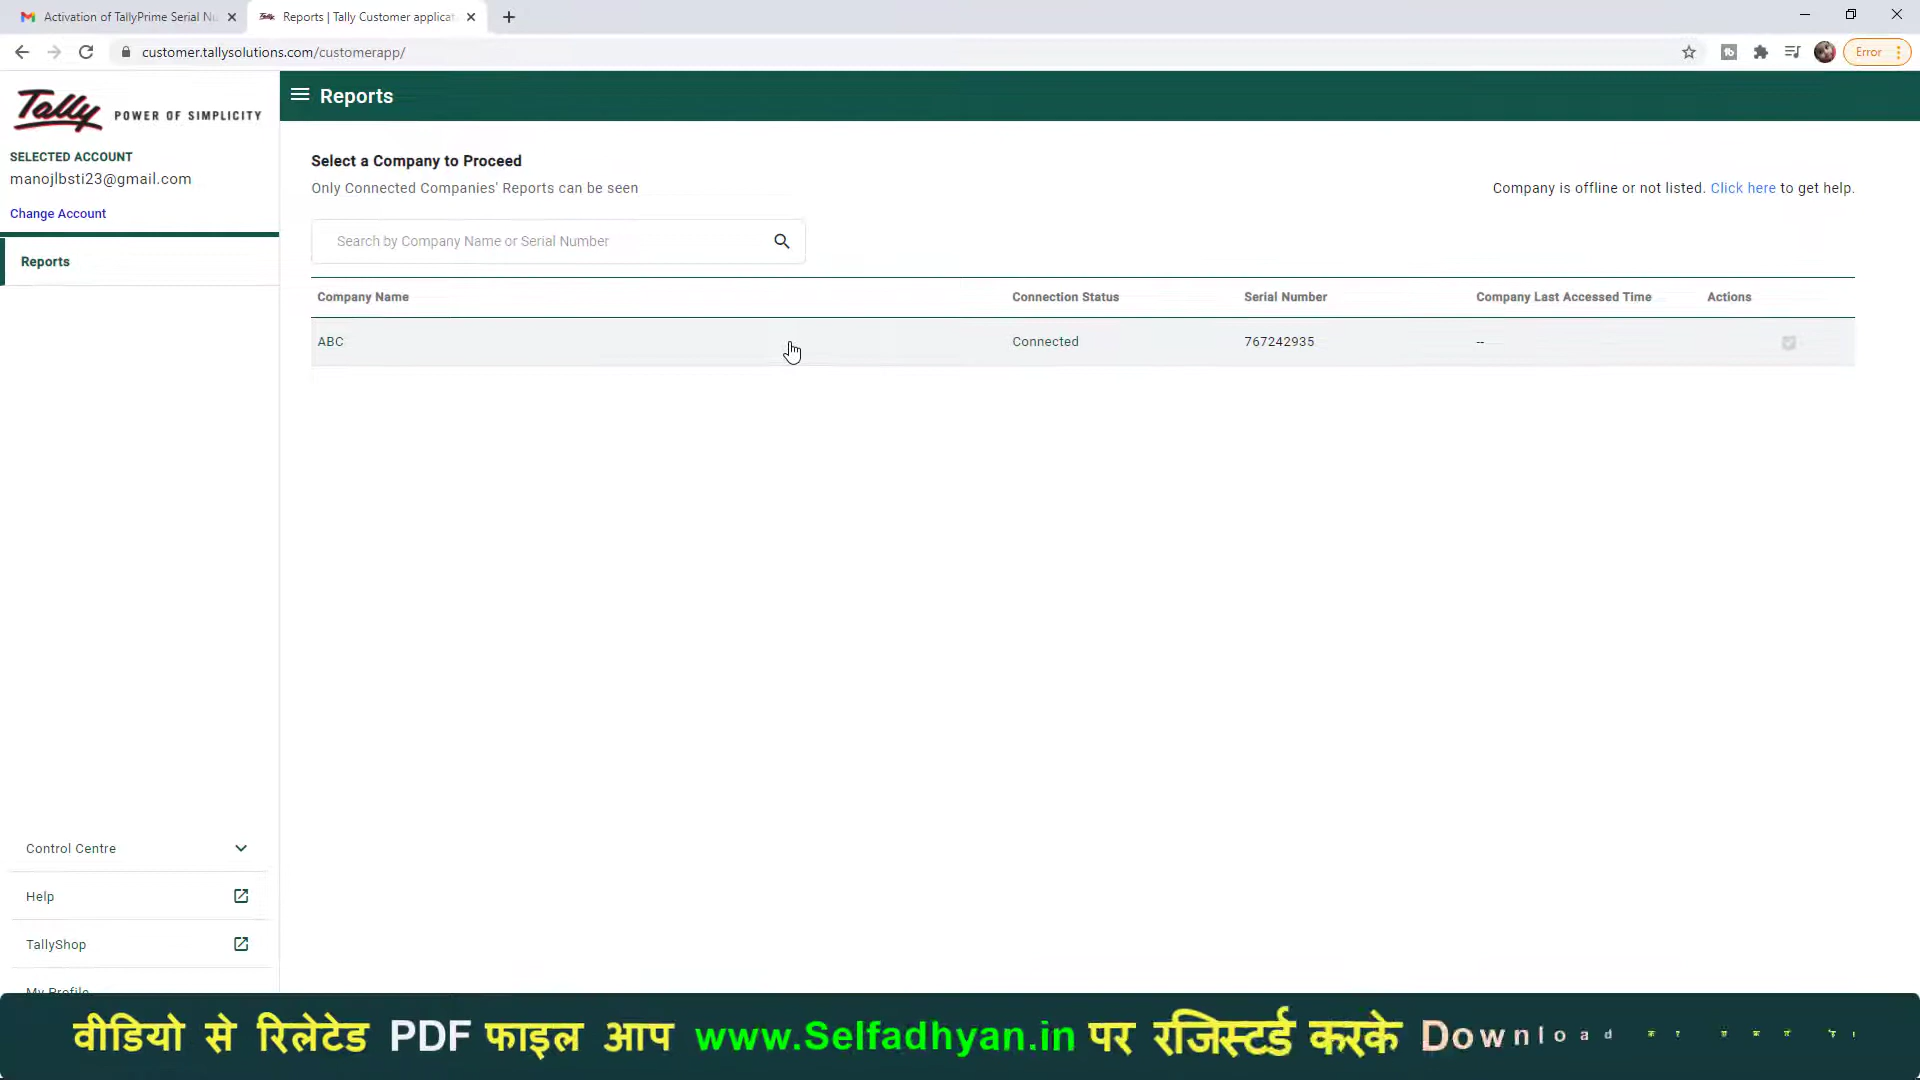 Activation of TallyPrime Serial Nu
Reports | Tally Customer applicat
customer.tallysolutions.com/customerapp/
Error
Tally POWER OF SIMPLICITY
SELECTED ACCOUNT
manojlbsti23@gmail.com
Change Account
Reports
Control Centre
Help
TallyShop
My Profile
Reports
Select a Company to Proceed
Only Connected Companies' Reports can be seen
Company is offline or not listed. Click here to get help.
Search by Company Name or Serial Number
Company Name Connection Status Serial Number Company Last Accessed Time Actions
ABC Connected 767242935 --
वीडियो से रिलेटेड PDF फाइल आप www.Selfadhyan.in पर रजिस्टर्ड करके Download